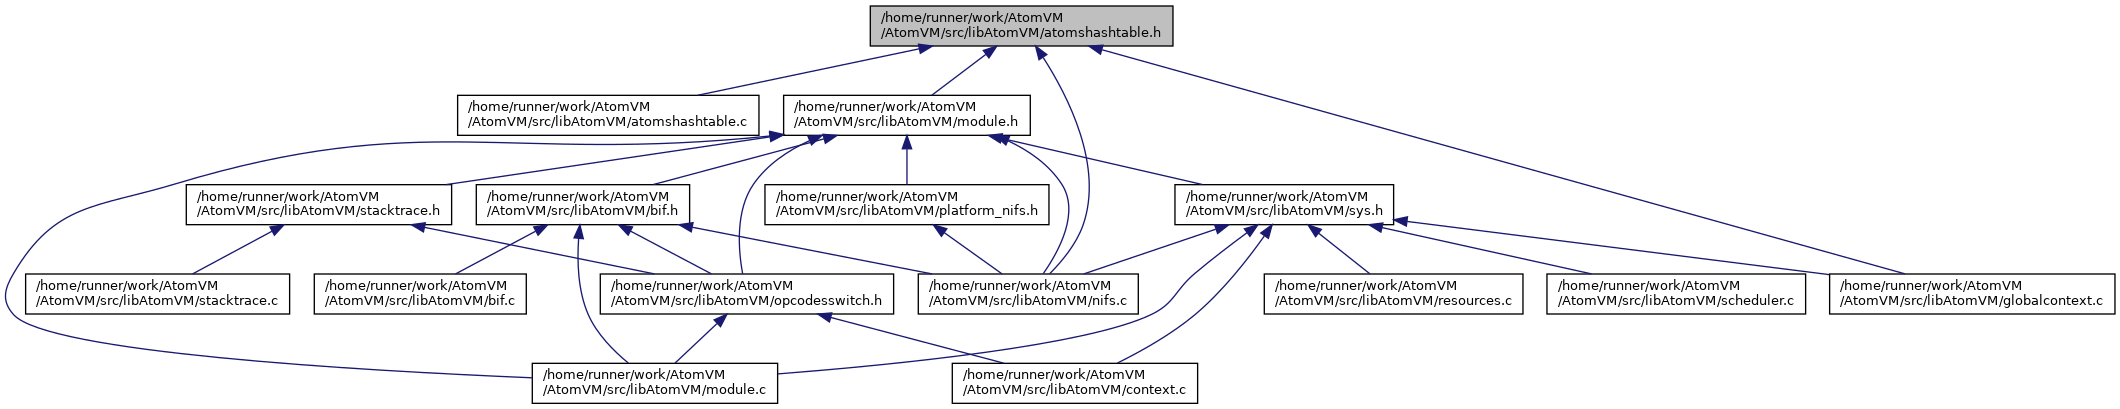 /home/runner/work/AtomVM
/AtomVM/src/libAtomVM/atomshashtable.h
/home/runner/work/AtomVM
/AtomVM/src/libAtomVM/atomshashtable.c
/home/runner/work/AtomVM
/AtomVM/src/libAtomVM/module.h
/home/runner/work/AtomVM
/AtomVM/src/libAtomVM/stacktrace.h
/home/runner/work/AtomVM
/AtomVM/src/libAtomVM/bif.h
/home/runner/work/AtomVM
/AtomVM/src/libAtomVM/platform_nifs.h
/home/runner/work/AtomVM
/AtomVM/src/libAtomVM/sys.h
/home/runner/work/AtomVM
/AtomVM/src/libAtomVM/stacktrace.c
/home/runner/work/AtomVM
/AtomVM/src/libAtomVM/bif.c
/home/runner/work/AtomVM
/AtomVM/src/libAtomVM/opcodesswitch.h
/home/runner/work/AtomVM
/AtomVM/src/libAtomVM/nifs.c
/home/runner/work/AtomVM
/AtomVM/src/libAtomVM/resources.c
/home/runner/work/AtomVM
/AtomVM/src/libAtomVM/scheduler.c
/home/runner/work/AtomVM
/AtomVM/src/libAtomVM/globalcontext.c
/home/runner/work/AtomVM
/AtomVM/src/libAtomVM/module.c
/home/runner/work/AtomVM
/AtomVM/src/libAtomVM/context.c